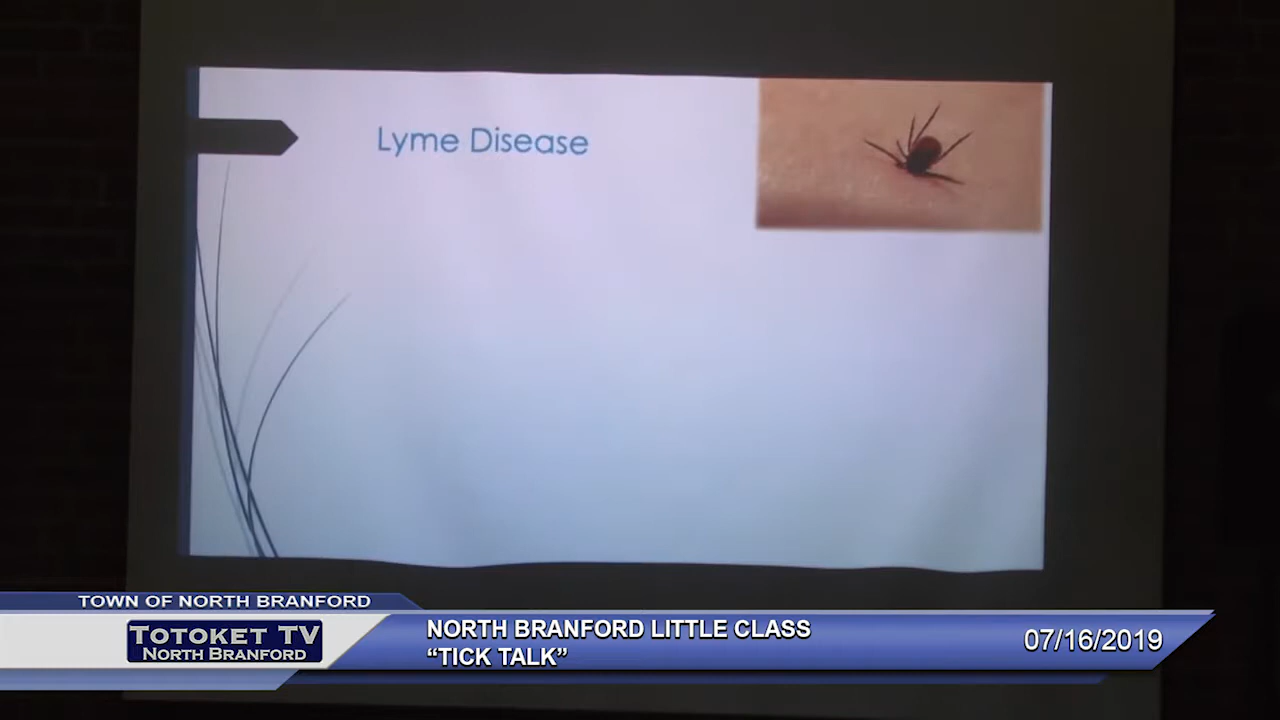 Lyme Disease
TOWN OF NORTH BRANFORD
TOTOKET TV
NORTH BRANFORD
NORTH BRANFORD LITTLE CLASS
“TICK TALK”
07/16/2019